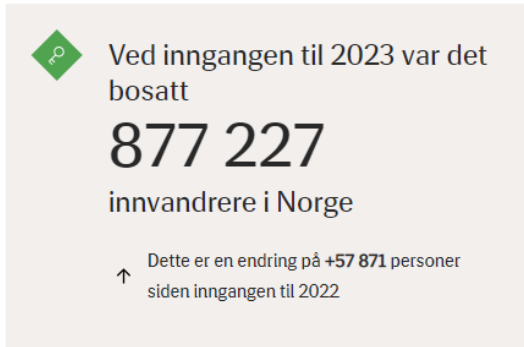 Ved inngangen til 2023 var det
bosatt
877 227
innvandrere i Norge
Dette er en endring på +57 871 personer
siden inngangen til 2022